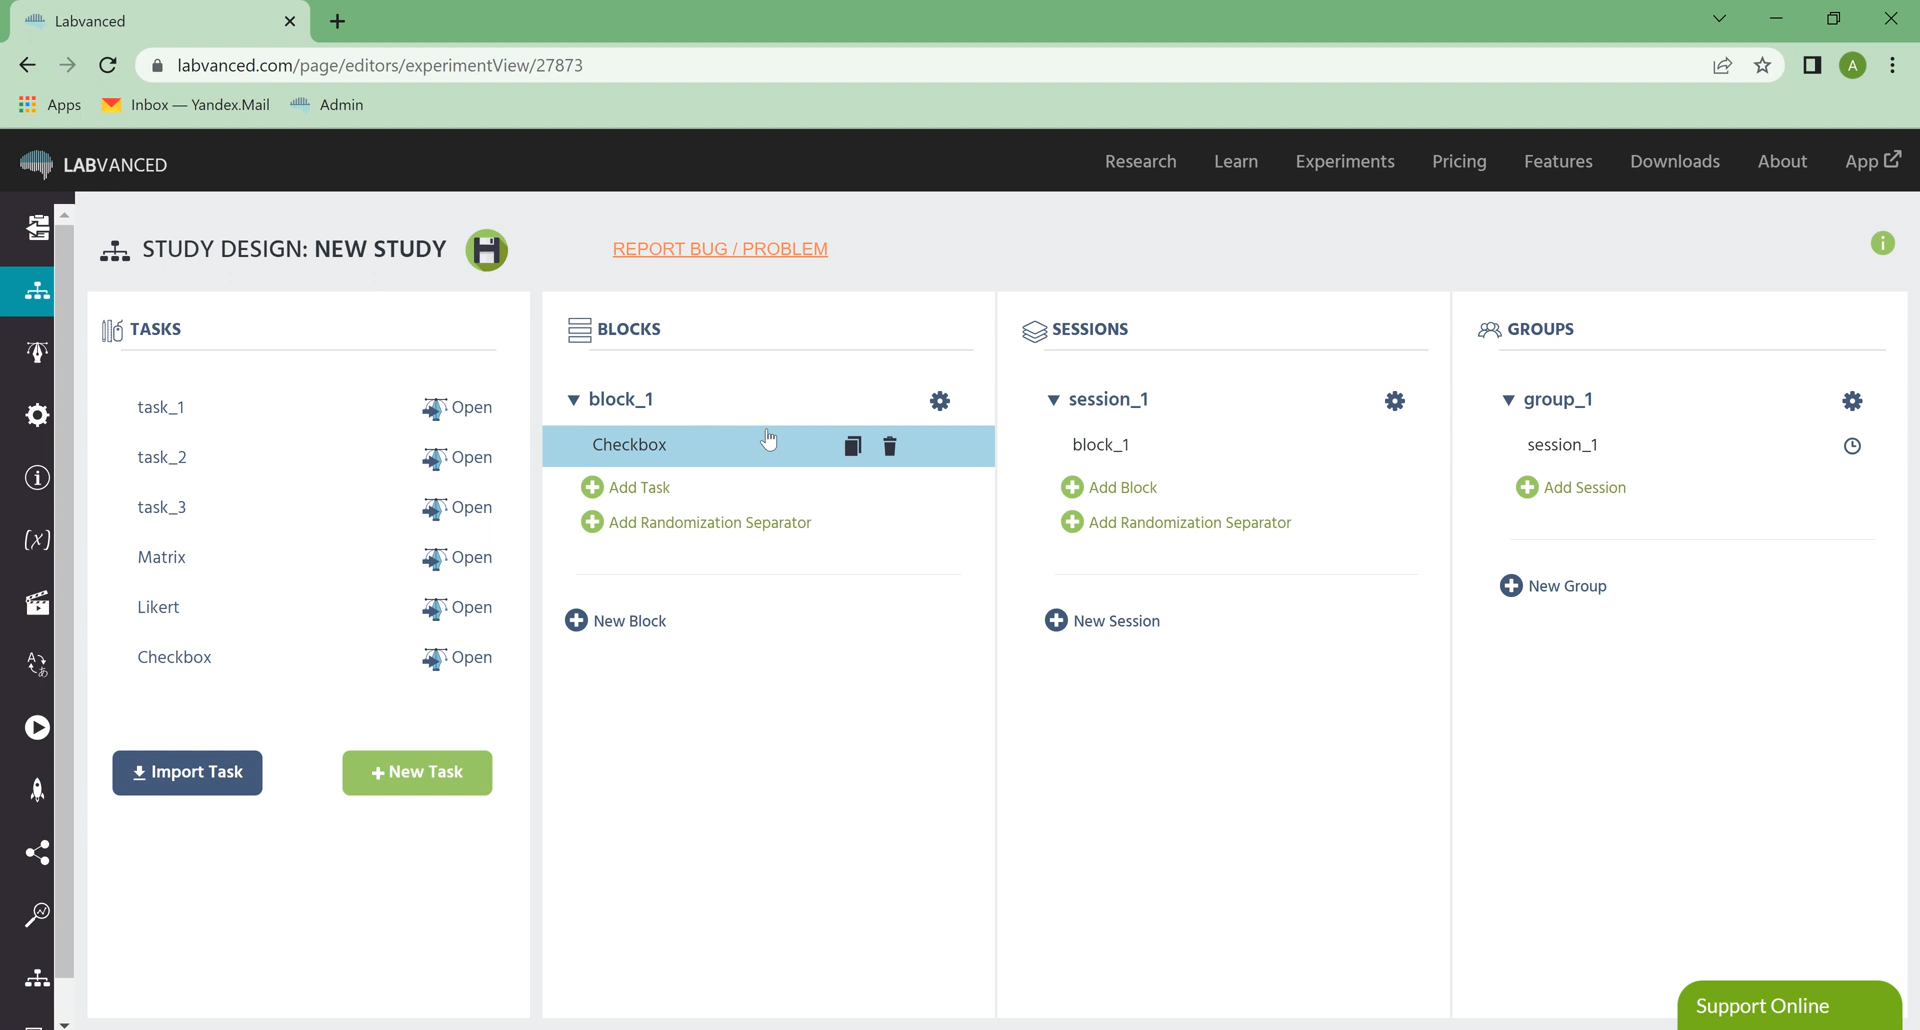 Labvanced
labvanced.com/page/editors/experimentView/27873
A
Apps
Inbox — Yandex.Mail
Admin
LABVANCED
Research
Learn
Experiments
Pricing
Features
Downloads
About
App
STUDY DESIGN: NEW STUDY
REPORT BUG / PROBLEM
TASKS
task_1
Open
task_2
Open
task_3
Open
Matrix
Open
Likert
Open
Checkbox
Open
Import Task
New Task
BLOCKS
block_1
Checkbox
Add Task
Add Randomization Separator
New Block
SESSIONS
session_1
block_1
Add Block
Add Randomization Separator
New Session
GROUPS
group_1
session_1
Add Session
New Group
Support Online